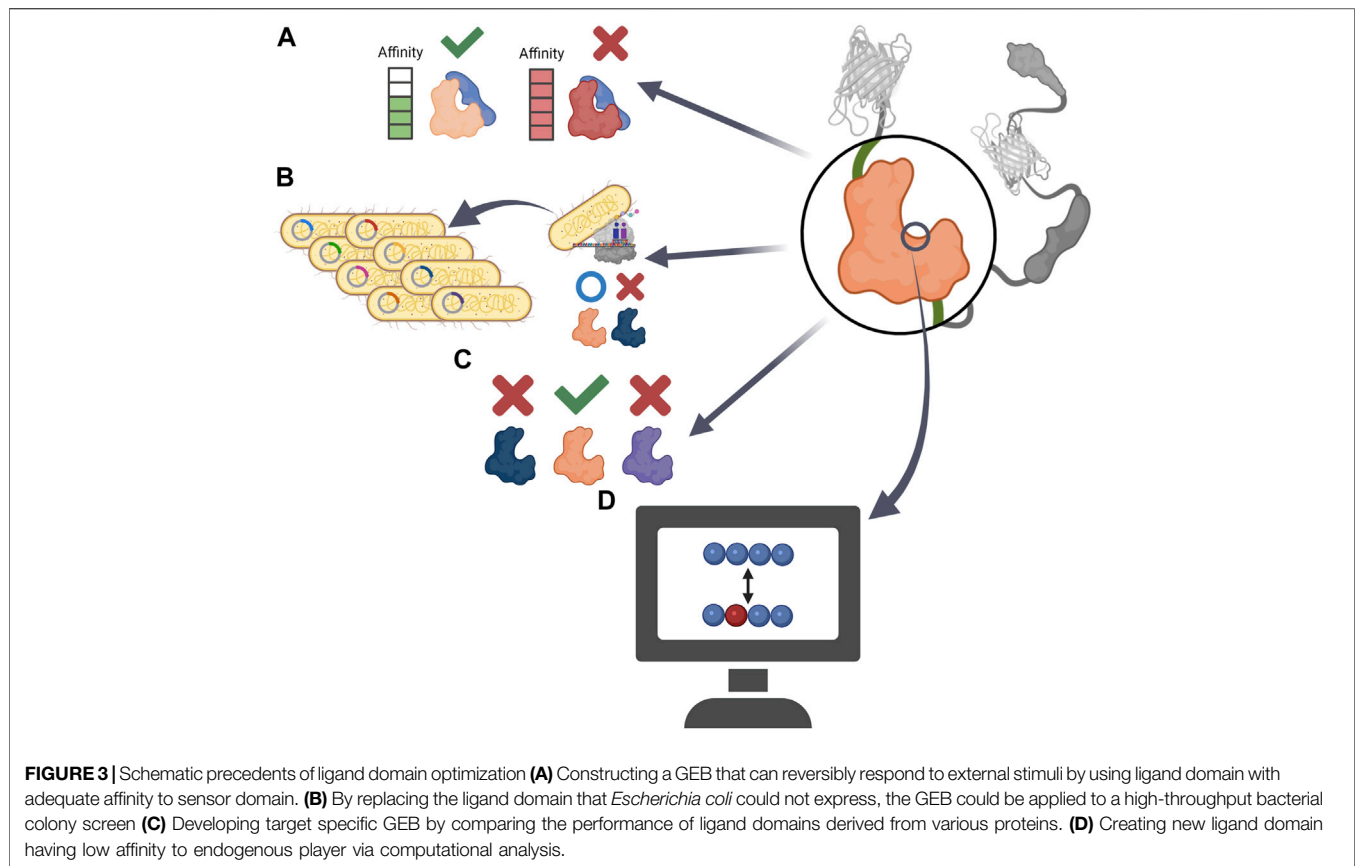 A
Affinity
Affinity
B
C
D
FIGURE 3 | Schematic precedents of ligand domain optimization (A) Constructing a GEB that can reversibly respond to external stimuli by using ligand domain with
adequate affinity to sensor domain. (B) By replacing the ligand domain that Escherichia coli could not express, the GEB could be applied to a high-throughput bacterial
colony screen (C) Developing target specific GEB by comparing the performance of ligand domains derived from various proteins. (D) Creating new ligand domain
having low affinity to endogenous player via computational analysis.